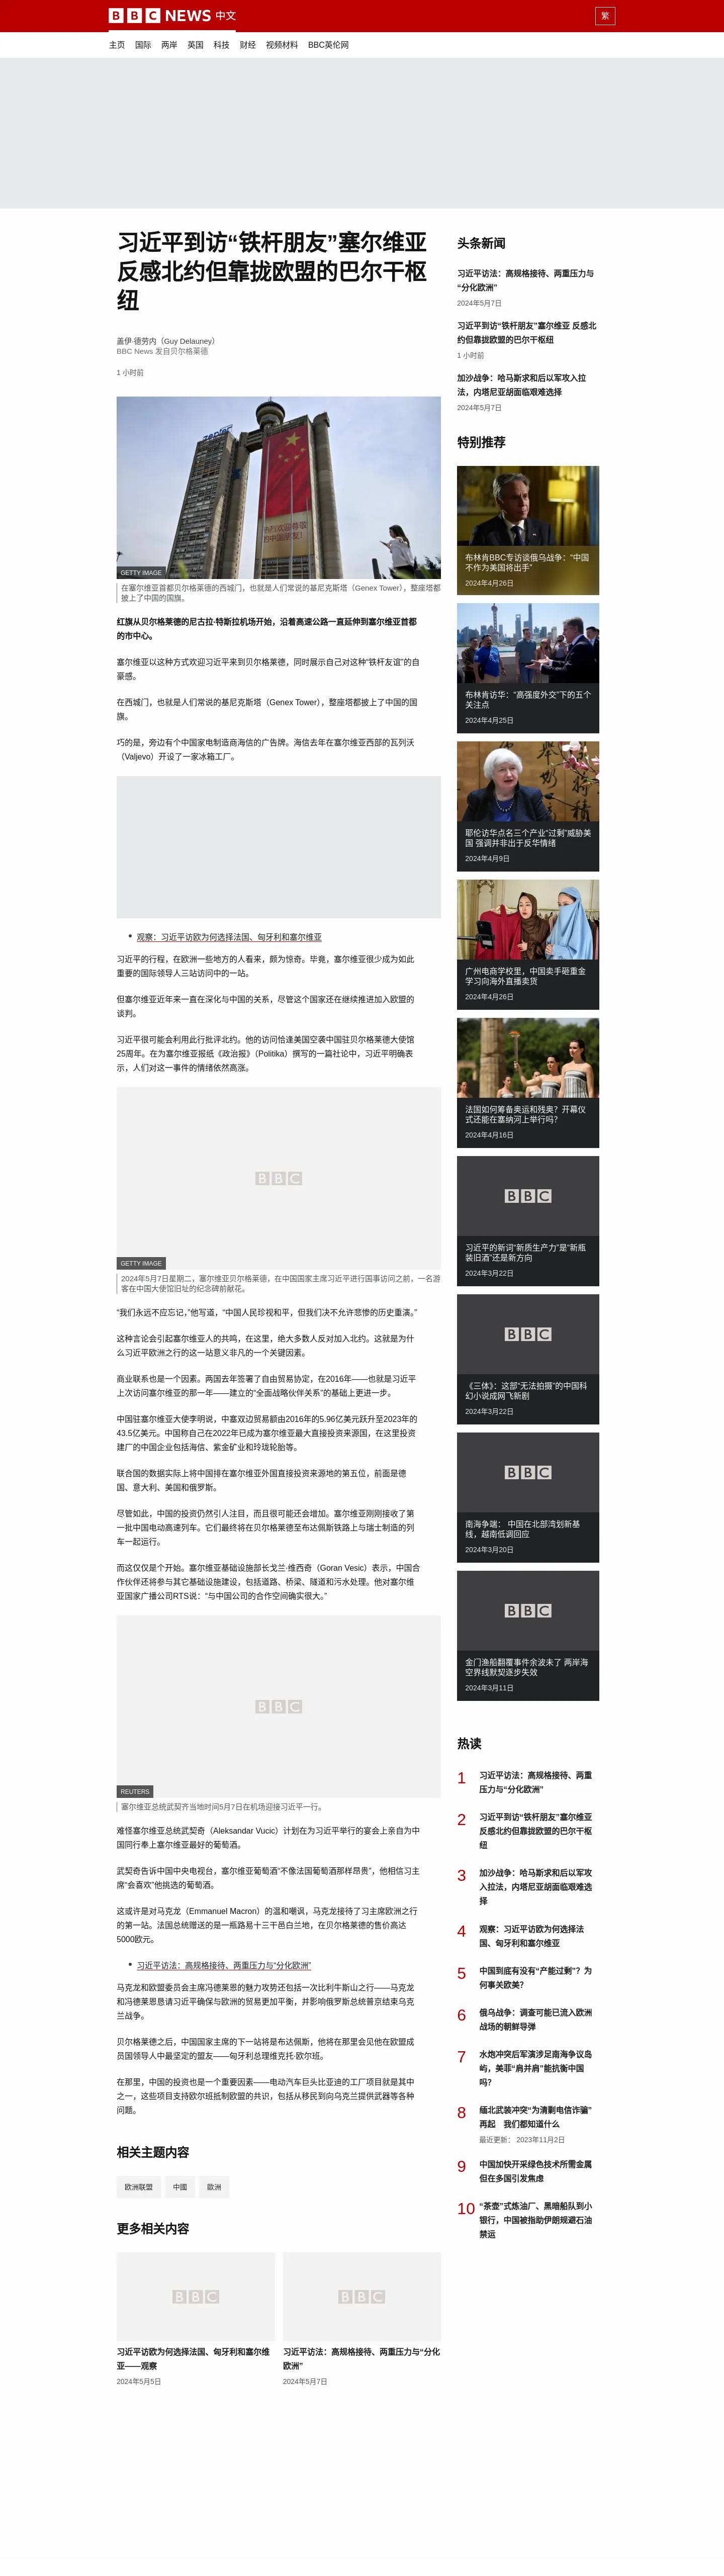 BBC NEWS 中文
繁
主页 国际 两岸 英国 科技 财经 视频材料 BBC英伦网
习近平到访“铁杆朋友”塞尔维亚
反感北约但靠拢欧盟的巴尔干枢
纽
盖伊·德劳内（Guy Delauney）
BBC News 发自贝尔格莱德
1 小时前
zepter
热烈欢迎尊敬
的中国朋友！
GETTY IMAGE
在塞尔维亚首都贝尔格莱德的西城门，也就是人们常说的基尼克斯塔（Genex Tower），整座塔都
披上了中国的国旗。
红旗从贝尔格莱德的尼古拉·特斯拉机场开始，沿着高速公路一直延伸到塞尔维亚首都
的市中心。
塞尔维亚以这种方式欢迎习近平来到贝尔格莱德，同时展示自己对这种“铁杆友谊”的自
豪感。
在西城门，也就是人们常说的基尼克斯塔（Genex Tower），整座塔都披上了中国的国
旗。
巧的是，旁边有个中国家电制造商海信的广告牌。海信去年在塞尔维亚西部的瓦列沃
（Valjevo）开设了一家冰箱工厂。
观察：习近平访欧为何选择法国、匈牙利和塞尔维亚
习近平的行程，在欧洲一些地方的人看来，颇为惊奇。毕竟，塞尔维亚很少成为如此
重要的国际领导人三站访问中的一站。
但塞尔维亚近年来一直在深化与中国的关系，尽管这个国家还在继续推进加入欧盟的
谈判。
习近平很可能会利用此行批评北约。他的访问恰逢美国空袭中国驻贝尔格莱德大使馆
25周年。在为塞尔维亚报纸《政治报》（Politika）撰写的一篇社论中，习近平明确表
示，人们对这一事件的情绪依然高涨。
BBC
GETTY IMAGE
2024年5月7日星期二，塞尔维亚贝尔格莱德，在中国国家主席习近平进行国事访问之前，一名游
客在中国大使馆旧址的纪念碑前献花。
“我们永远不应忘记，”他写道，“中国人民珍视和平，但我们决不允许悲惨的历史重演。”
这种言论会引起塞尔维亚人的共鸣，在这里，绝大多数人反对加入北约。这就是为什
么习近平欧洲之行的这一站意义非凡的一个关键因素。
商业联系也是一个因素。两国去年签署了自由贸易协定，在2016年——也就是习近平
上次访问塞尔维亚的那一年——建立的“全面战略伙伴关系”的基础上更进一步。
中国驻塞尔维亚大使李明说，中塞双边贸易额由2016年的5.96亿美元跃升至2023年的
43.5亿美元。中国称自己在2022年已成为塞尔维亚最大直接投资来源国，在这里投资
建厂的中国企业包括海信、紫金矿业和玲珑轮胎等。
联合国的数据实际上将中国排在塞尔维亚外国直接投资来源地的第五位，前面是德
国、意大利、美国和俄罗斯。
尽管如此，中国的投资仍然引人注目，而且很可能还会增加。塞尔维亚刚刚接收了第
一批中国电动高速列车。它们最终将在贝尔格莱德至布达佩斯铁路上与瑞士制造的列
车一起运行。
而这仅仅是个开始。塞尔维亚基础设施部长戈兰·维西奇（Goran Vesic）表示，中国合
作伙伴还将参与其它基础设施建设，包括道路、桥梁、隧道和污水处理。他对塞尔维
亚国家广播公司RTS说：“与中国公司的合作空间确实很大。”
BBC
REUTERS
塞尔维亚总统武契齐当地时间5月7日在机场迎接习近平一行。
难怪塞尔维亚总统武契奇（Aleksandar Vucic）计划在为习近平举行的宴会上亲自为中
国同行奉上塞尔维亚最好的葡萄酒。
武契奇告诉中国中央电视台，塞尔维亚葡萄酒“不像法国葡萄酒那样昂贵”，他相信习主
席“会喜欢”他挑选的葡萄酒。
这或许是对马克龙（Emmanuel Macron）的温和嘲讽，马克龙接待了习主席欧洲之行
的第一站。法国总统赠送的是一瓶路易十三干邑白兰地，在贝尔格莱德的售价高达
5000欧元。
习近平访法：高规格接待、两重压力与“分化欧洲”
马克龙和欧盟委员会主席冯德莱恩的魅力攻势还包括一次比利牛斯山之行——马克龙
和冯德莱恩恳请习近平确保与欧洲的贸易更加平衡，并影响俄罗斯总统普京结束乌克
兰战争。
贝尔格莱德之后，中国国家主席的下一站将是布达佩斯，他将在那里会见他在欧盟成
员国领导人中最坚定的盟友——匈牙利总理维克托·欧尔班。
在那里，中国的投资也是一个重要因素——电动汽车巨头比亚迪的工厂项目就是其中
之一，这些项目支持欧尔班抵制欧盟的共识，包括从移民到向乌克兰提供武器等各种
问题。
相关主题内容
欧洲联盟 中國 歐洲
更多相关内容
BBC
习近平访欧为何选择法国、匈牙利和塞尔维
亚——观察
2024年5月5日
BBC
习近平访法：高规格接待、两重压力与“分化
欧洲”
2024年5月7日
头条新闻
习近平访法：高规格接待、两重压力与
“分化欧洲”
2024年5月7日
习近平到访“铁杆朋友”塞尔维亚 反感北
约但靠拢欧盟的巴尔干枢纽
1 小时前
加沙战争：哈马斯求和后以军攻入拉
法，内塔尼亚胡面临艰难选择
2024年5月7日
特别推荐
布林肯BBC专访谈俄乌战争：“中国
不作为美国将出手”
2024年4月26日
布林肯访华：“高强度外交”下的五个
关注点
2024年4月25日
耶伦访华点名三个产业“过剩”威胁美
国 强调并非出于反华情绪
2024年4月9日
广州电商学校里，中国卖手砸重金
学习向海外直播卖货
2024年4月26日
法国如何筹备奥运和残奥？开幕仪
式还能在塞纳河上举行吗？
2024年4月16日
BBC
习近平的新词“新质生产力”是“新瓶
装旧酒”还是新方向
2024年3月22日
BBC
《三体》：这部“无法拍摄”的中国科
幻小说成网飞新剧
2024年3月22日
BBC
南海争端： 中国在北部湾划新基
线，越南低调回应
2024年3月20日
BBC
金门渔船翻覆事件余波未了 两岸海
空界线默契逐步失效
2024年3月11日
热读
1 习近平访法：高规格接待、两重
压力与“分化欧洲”
2 习近平到访“铁杆朋友”塞尔维亚
反感北约但靠拢欧盟的巴尔干枢
纽
3 加沙战争：哈马斯求和后以军攻
入拉法，内塔尼亚胡面临艰难选
择
4 观察：习近平访欧为何选择法
国、匈牙利和塞尔维亚
5 中国到底有没有“产能过剩”？为
何事关欧美？
6 俄乌战争：调查可能已流入欧洲
战场的朝鲜导弹
7 水炮冲突后军演涉足南海争议岛
屿，美菲“肩并肩”能抗衡中国
吗？
8 缅北武装冲突“为清剿电信诈骗”
再起 我们都知道什么
最近更新： 2023年11月2日
9 中国加快开采绿色技术所需金属
但在多国引发焦虑
10 “茶壶”式炼油厂、黑暗船队到小
银行，中国被指助伊朗规避石油
禁运